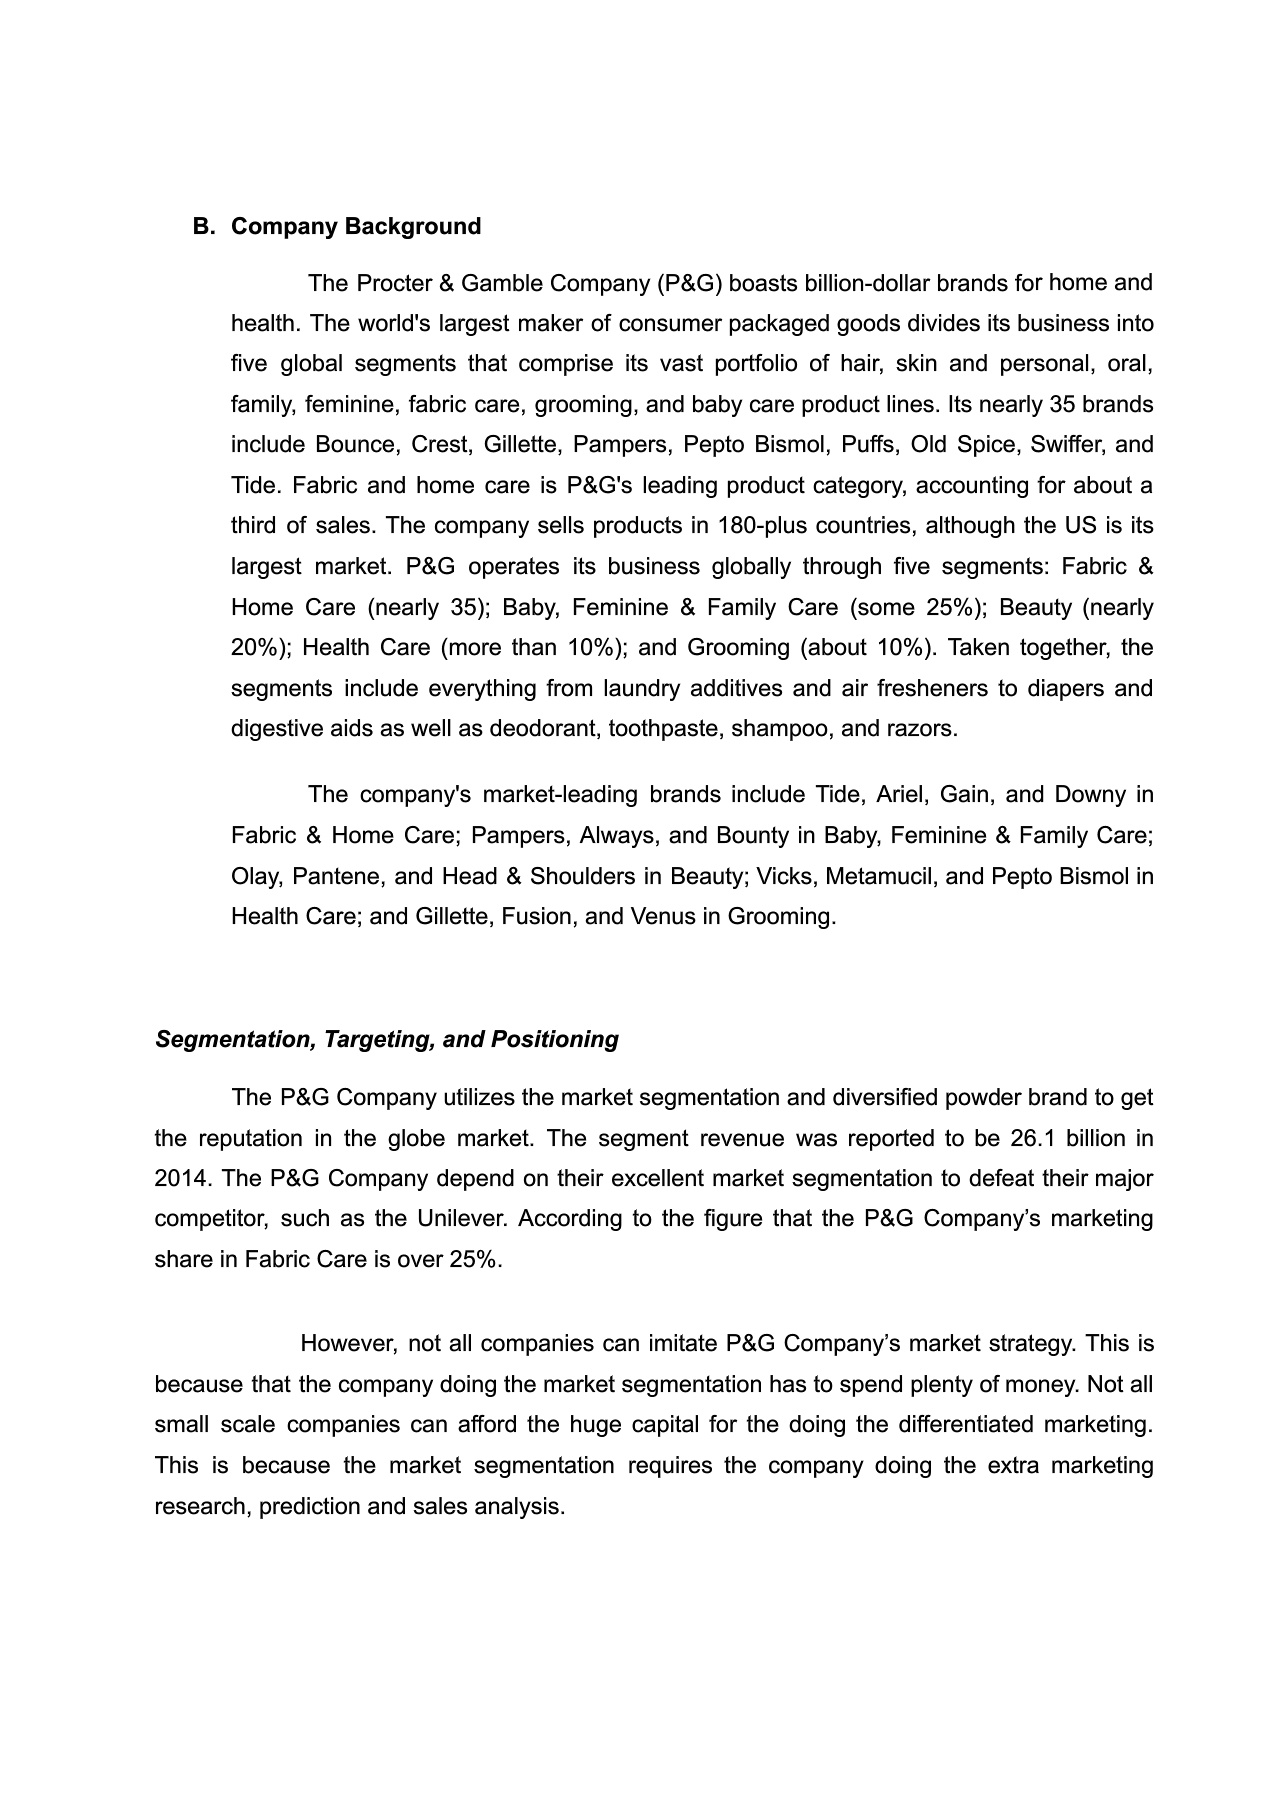 B. Company Background
The Procter & Gamble Company (P&G) boasts billion-dollar brands for home and
health. The world's largest maker of consumer packaged goods divides its business into
five global segments that comprise its vast portfolio of hair, skin and personal, oral,
family, feminine, fabric care, grooming, and baby care product lines. Its nearly 35 brands
include Bounce, Crest, Gillette, Pampers, Pepto Bismol, Puffs, Old Spice, Swiffer, and
Tide. Fabric and home care is P&G's leading product category, accounting for about a
third of sales. The company sells products in 180-plus countries, although the US is its
largest market. P&G operates its business globally through five segments: Fabric &
Home Care (nearly 35); Baby, Feminine & Family Care (some 25%); Beauty (nearly
20%); Health Care (more than 10%); and Grooming (about 10%). Taken together, the
segments include everything from laundry additives and air fresheners to diapers and
digestive aids as well as deodorant, toothpaste, shampoo, and razors.
The company's market-leading brands include Tide, Ariel, Gain, and Downy in
Fabric & Home Care; Pampers, Always, and Bounty in Baby, Feminine & Family Care;
Olay, Pantene, and Head & Shoulders in Beauty; Vicks, Metamucil, and Pepto Bismol in
Health Care; and Gillette, Fusion, and Venus in Grooming.
Segmentation, Targeting, and Positioning
The P&G Company utilizes the market segmentation and diversified powder brand to get
the reputation in the globe market. The segment revenue was reported to be 26.1 billion in
2014. The P&G Company depend on their excellent market segmentation to defeat their major
competitor, such as the Unilever. According to the figure that the P&G Company’s marketing
share in Fabric Care is over 25%.
However, not all companies can imitate P&G Company’s market strategy. This is
because that the company doing the market segmentation has to spend plenty of money. Not all
small scale companies can afford the huge capital for the doing the differentiated marketing.
This is because the market segmentation requires the company doing the extra marketing
research, prediction and sales analysis.